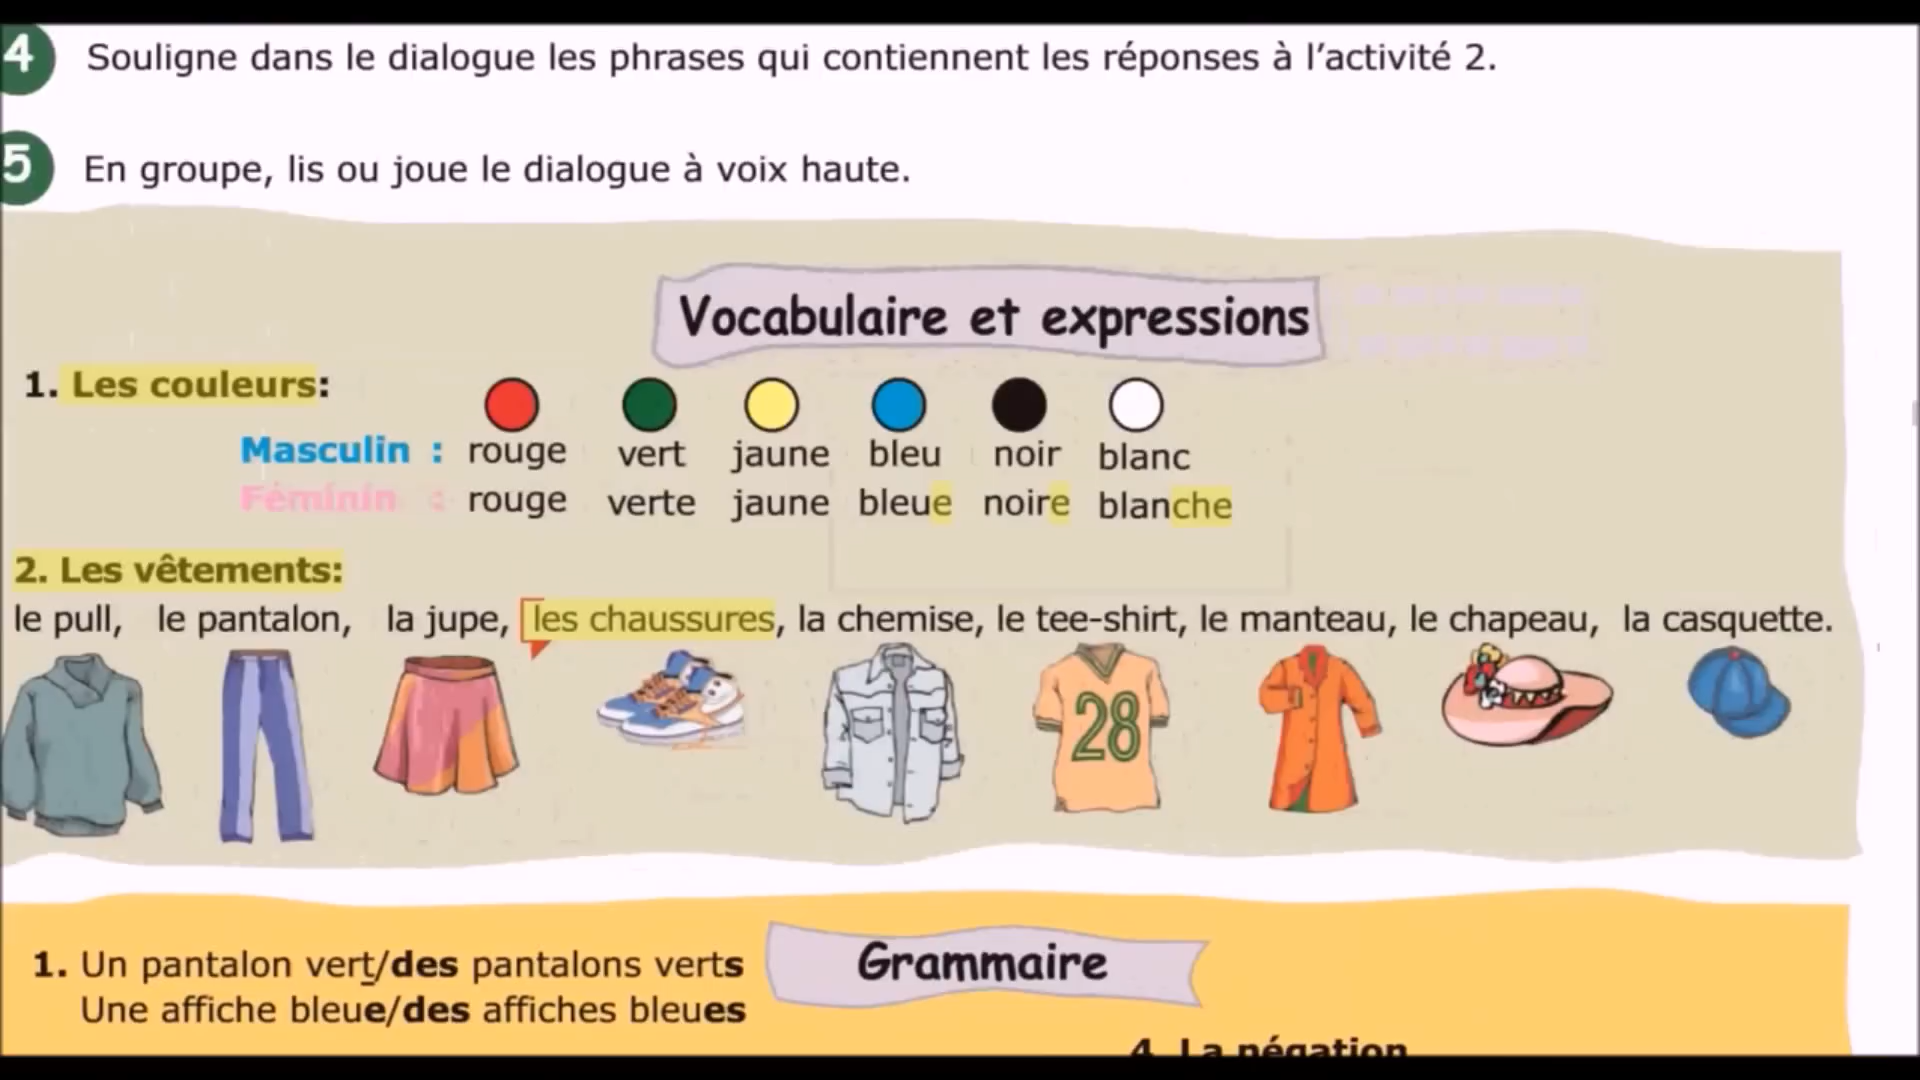 4 Souligne dans le dialogue les phrases qui contiennent les réponses à l'activité 2.
5 En groupe, lis ou joue le dialogue à voix haute.
Vocabulaire et expressions
1. Les couleurs:
Masculin : rouge vert jaune bleu noir blanc
Féminin : rouge verte jaune bleue noire blanche
2. Les vêtements:
le pull, le pantalon, la jupe, les chaussures, la chemise, le tee-shirt, le manteau, le chapeau, la casquette.
28
Grammaire
1. Un pantalon vert/des pantalons verts
Une affiche bleue/des affiches bleues
4. La négation